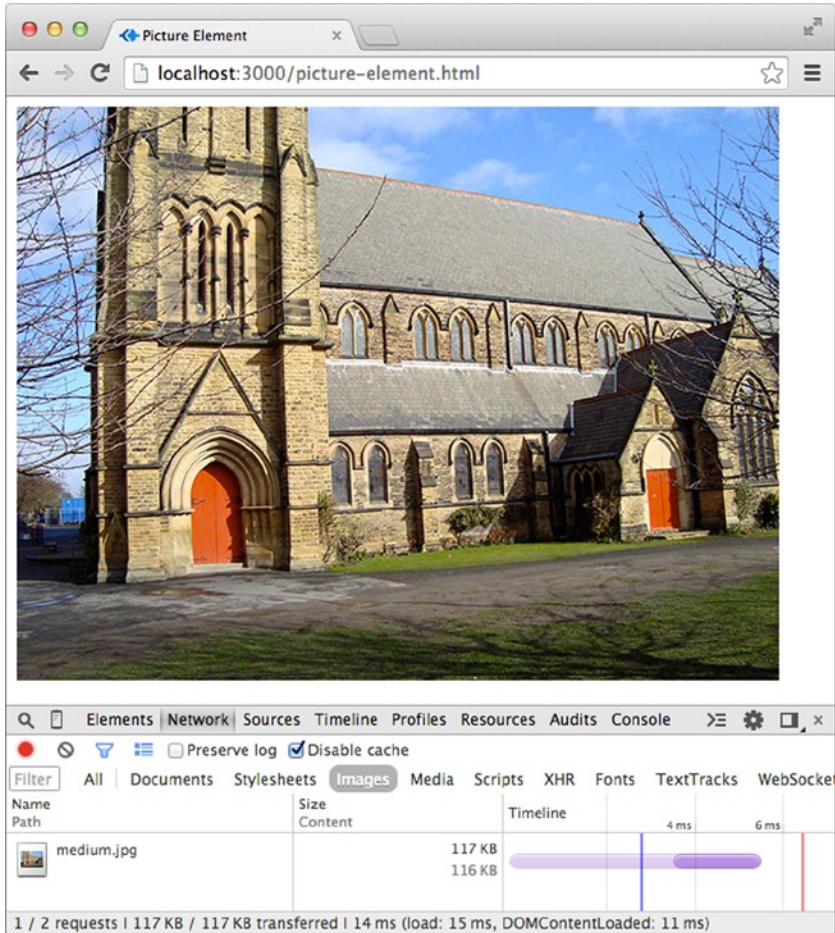 Picture Element
localhost:3000/picture-element.html
Elements Network Sources Timeline Profiles Resources Audits Console
Preserve log Disable cache
Filter All Documents Stylesheets Images Media Scripts XHR Fonts TextTracks WebSocke
Name Size Timeline
Path Content 4 ms 6 ms
medium.jpg 117 KB
116 KB
1 / 2 requests | 117 KB / 117 KB transferred | 14 ms (load: 15 ms, DOMContentLoaded: 11 ms)